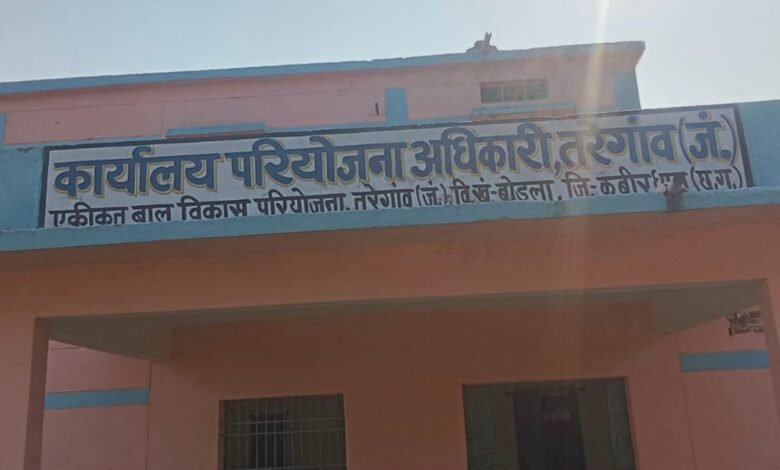 कार्यालय परियोजना अधिकारी, तरेगांव (जं.)
एकीकृत बाल विकास परियोजना. तरेगांव (जं.) वि.खं.-बोडला. जि.-कबीरधाम (छ.ग.)